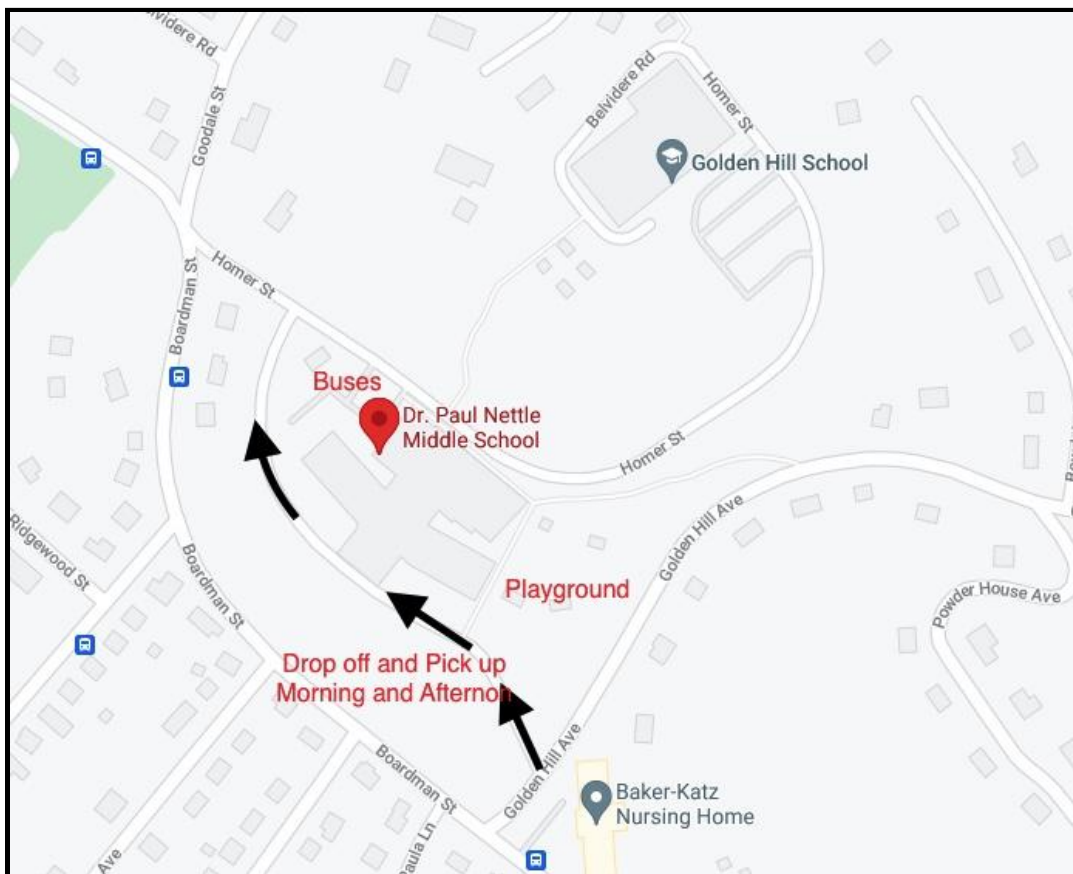 Belvidere Rd
Goodale St
Belvidere Rd
Homer St
Golden Hill School
Boardman St
Homer St
Buses
Dr. Paul Nettle
Middle School
Homer St
Golden Hill Ave
Ridgewood St
Boardman St
Playground
Powder House Ave
Drop off and Pick up
Morning and Afternon
Boardman St
Golden Hill Ave
Baker-Katz
Nursing Home
Paula Ln
Ave